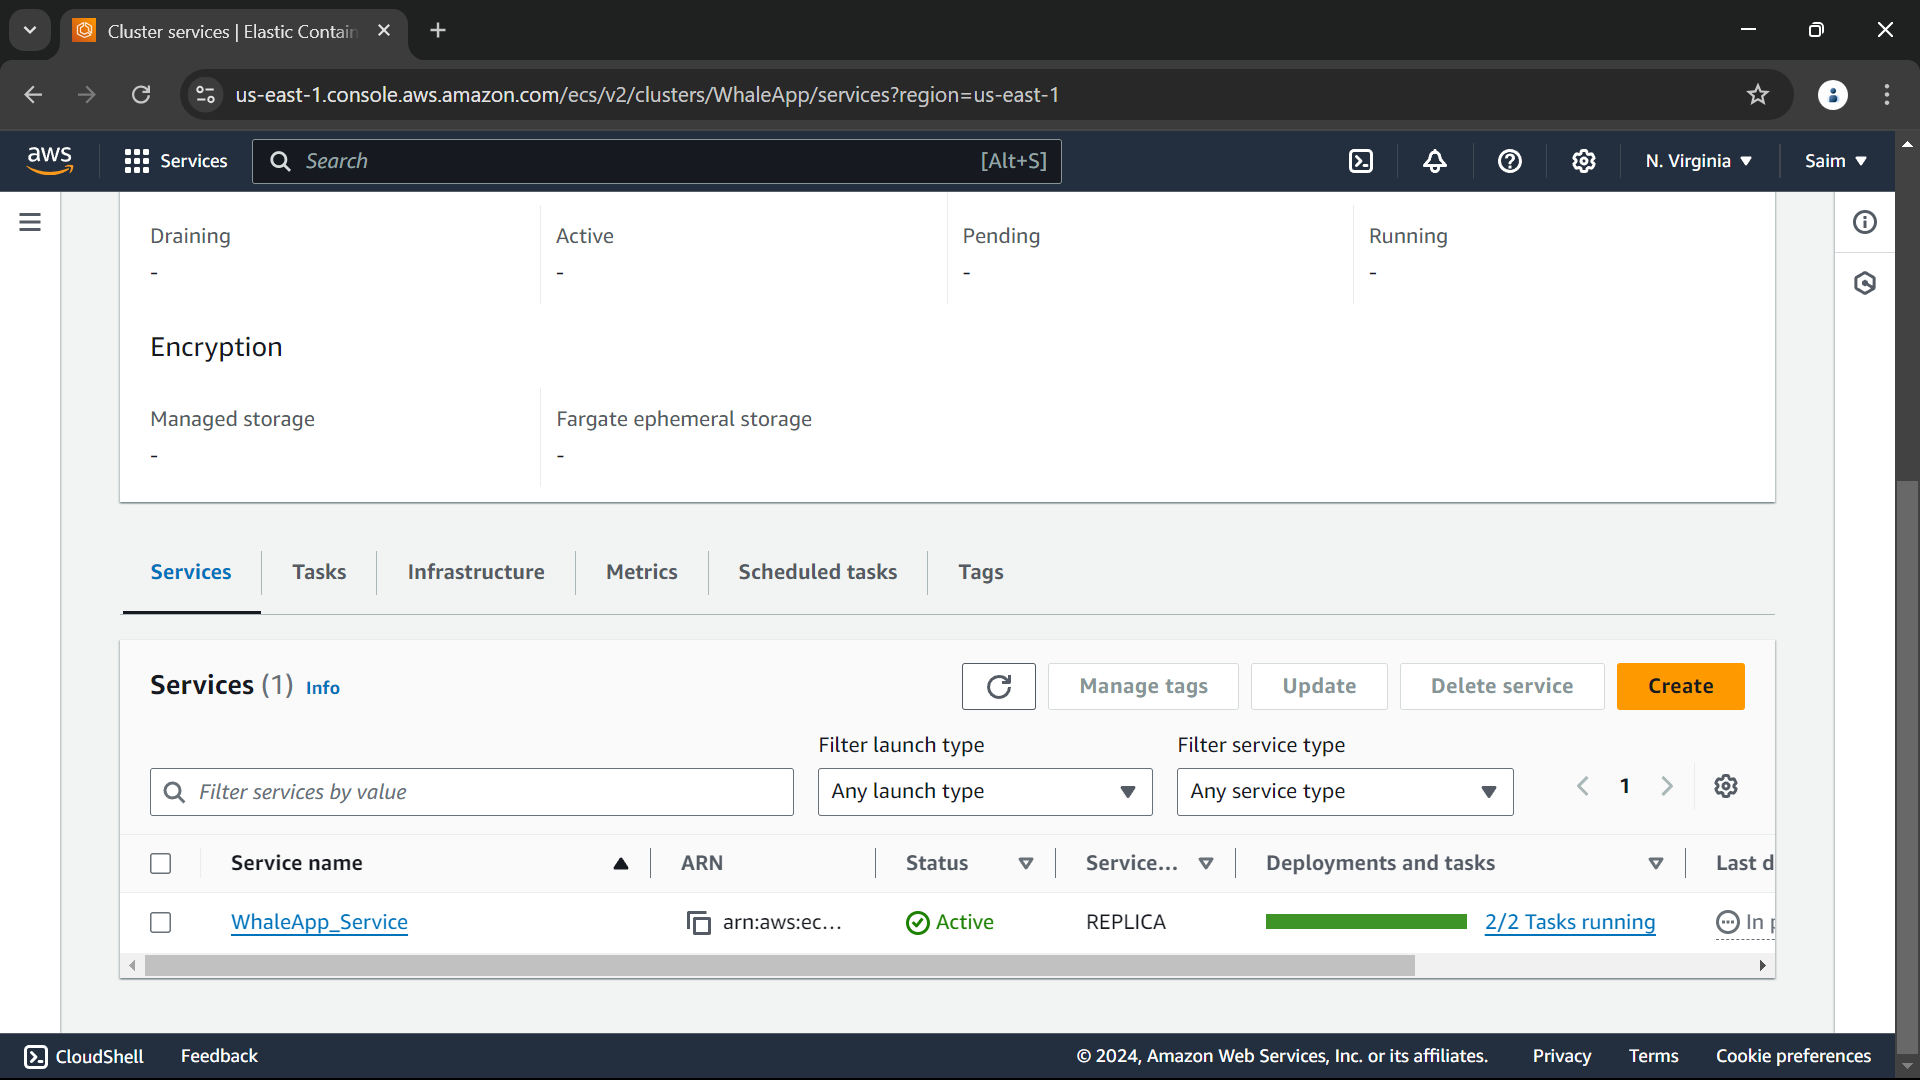 Cluster services | Elastic Contain
us-east-1.console.aws.amazon.com/ecs/v2/clusters/WhaleApp/services?region=us-east-1
aws Services Search [Alt+S] N. Virginia Saim
Draining Active Pending Running
- - - -
Encryption
Managed storage Fargate ephemeral storage
- -
Services Tasks Infrastructure Metrics Scheduled tasks Tags
Services (1) Info Manage tags Update Delete service Create
Filter launch type Filter service type
Filter services by value Any launch type Any service type 1
Service name ARN Status Service... Deployments and tasks Last d
WhaleApp_Service arn:aws:ec... Active REPLICA 2/2 Tasks running In p
CloudShell Feedback © 2024, Amazon Web Services, Inc. or its affiliates. Privacy Terms Cookie preferences